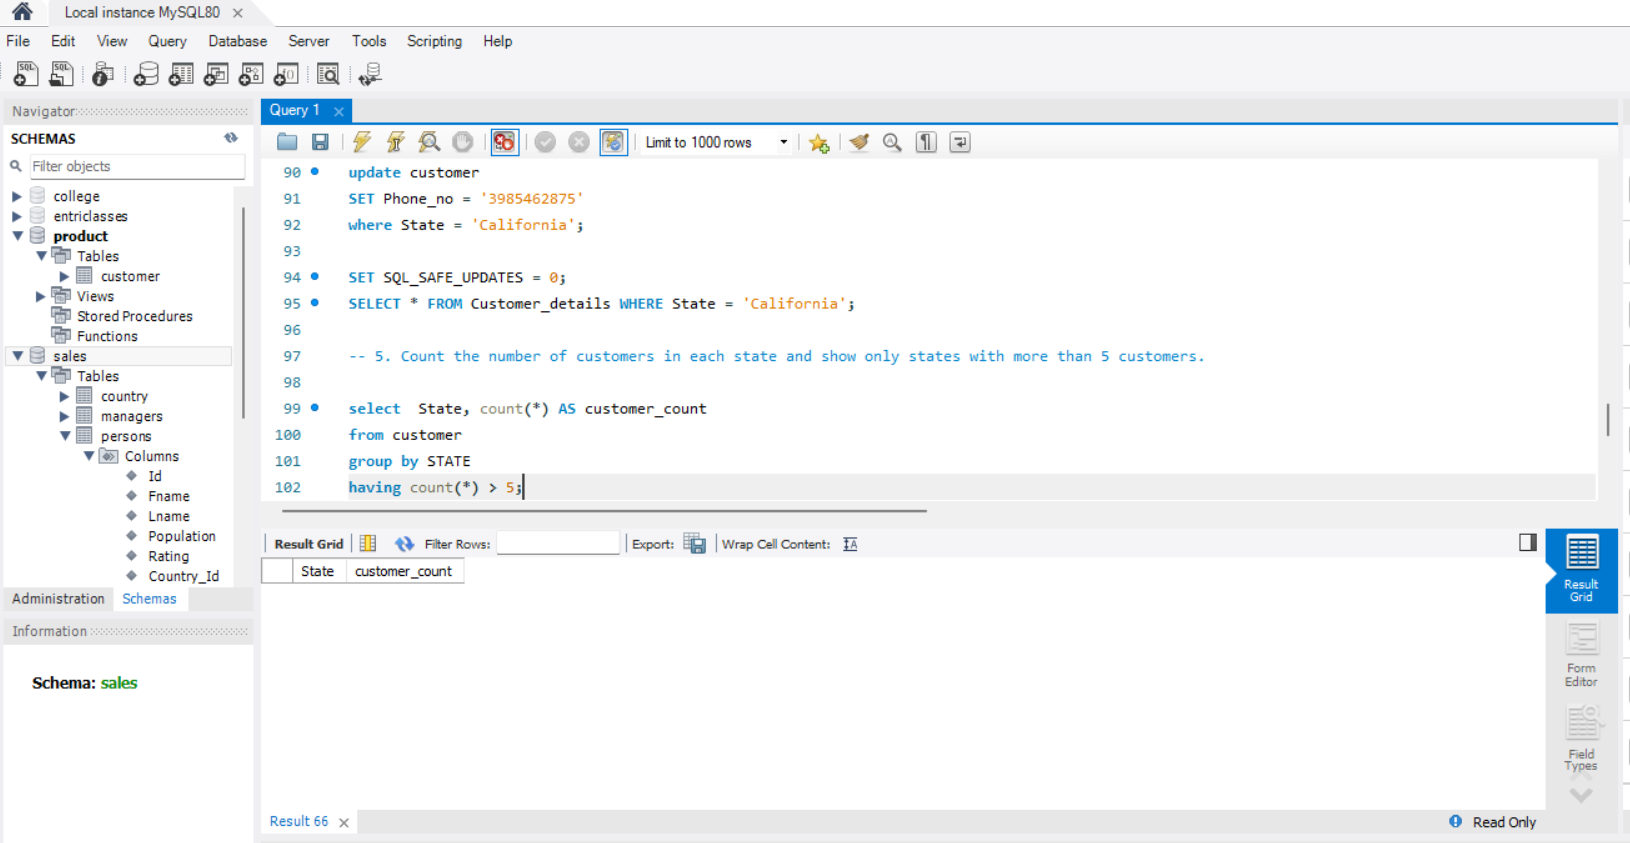 Local instance MySQL80
File Edit View Query Database Server Tools Scripting Help
Navigator
SCHEMAS
Filter objects
college
entriclasses
product
Tables
customer
Views
Stored Procedures
Functions
sales
Tables
country
managers
persons
Columns
Id
Fname
Lname
Population
Rating
Country_Id
Administration Schemas
Information
Schema: sales
Query 1
Limit to 1000 rows
90 update customer
91 SET Phone_no = '3985462875'
92 where State = 'California';
93
94 SET SQL_SAFE_UPDATES = 0;
95 SELECT * FROM Customer_details WHERE State = 'California';
96
97 -- 5. Count the number of customers in each state and show only states with more than 5 customers.
98
99 select  State, count(*) AS customer_count
100 from customer
101 group by STATE
102 having count(*) > 5;
Result Grid Filter Rows: Export: Wrap Cell Content:
State customer_count
Result
Grid
Form
Editor
Field
Types
Result 66
Read Only